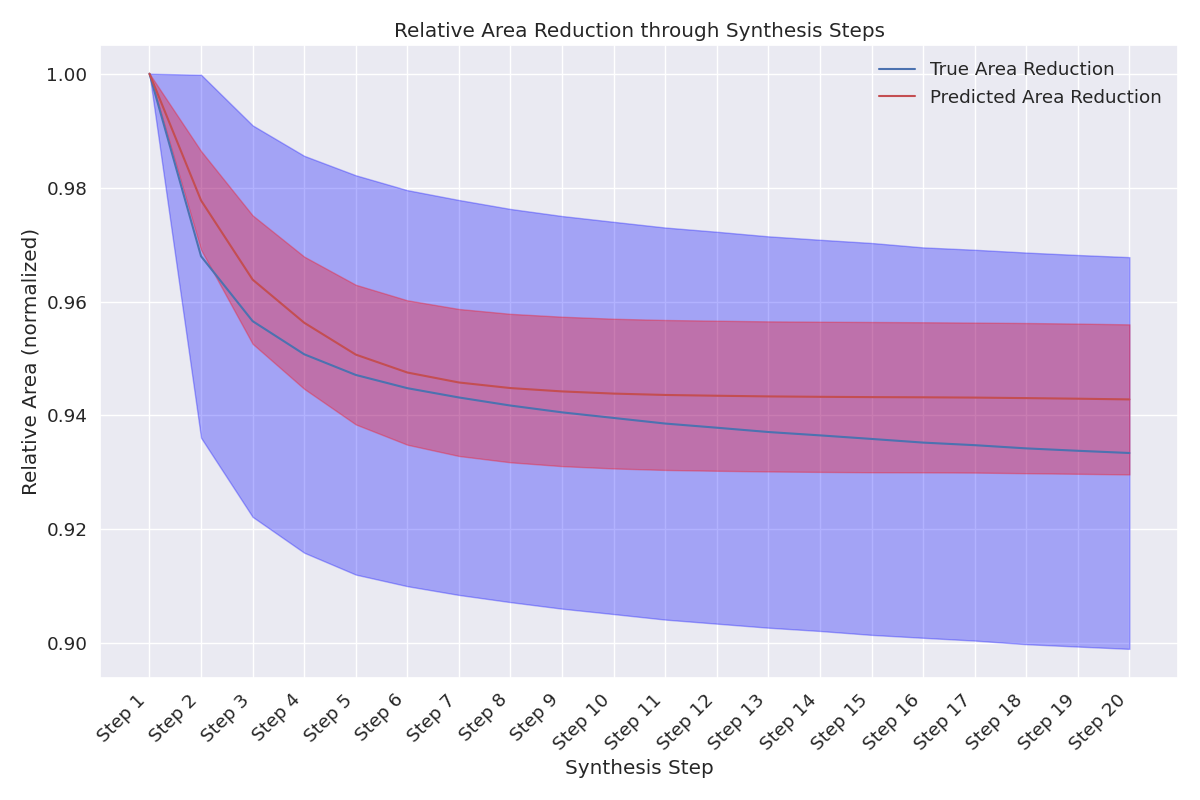 Relative Area Reduction through Synthesis Steps
True Area Reduction
Predicted Area Reduction
Relative Area (normalized)
1.00
0.98
0.96
0.94
0.92
0.90
Step 1
Step 2
Step 3
Step 4
Step 5
Step 6
Step 7
Step 8
Step 9
Step 10
Step 11
Step 12
Step 13
Step 14
Step 15
Step 16
Step 17
Step 18
Step 19
Step 20
Synthesis Step